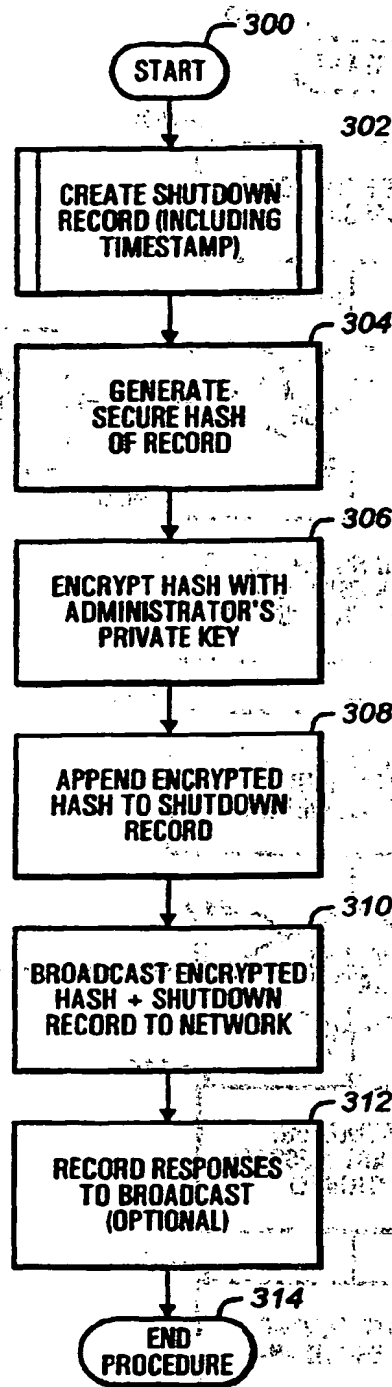 300
START
302
CREATE SHUTDOWN
RECORD (INCLUDING
TIMESTAMP)
304
GENERATE
SECURE HASH
OF RECORD
306
ENCRYPT HASH WITH
ADMINISTRATOR'S
PRIVATE KEY
308
APPEND ENCRYPTED
HASH TO SHUTDOWN
RECORD
310
BROADCAST ENCRYPTED
HASH + SHUTDOWN
RECORD TO NETWORK
312
RECORD RESPONSES
TO BROADCAST
(OPTIONAL)
314
END
PROCEDURE